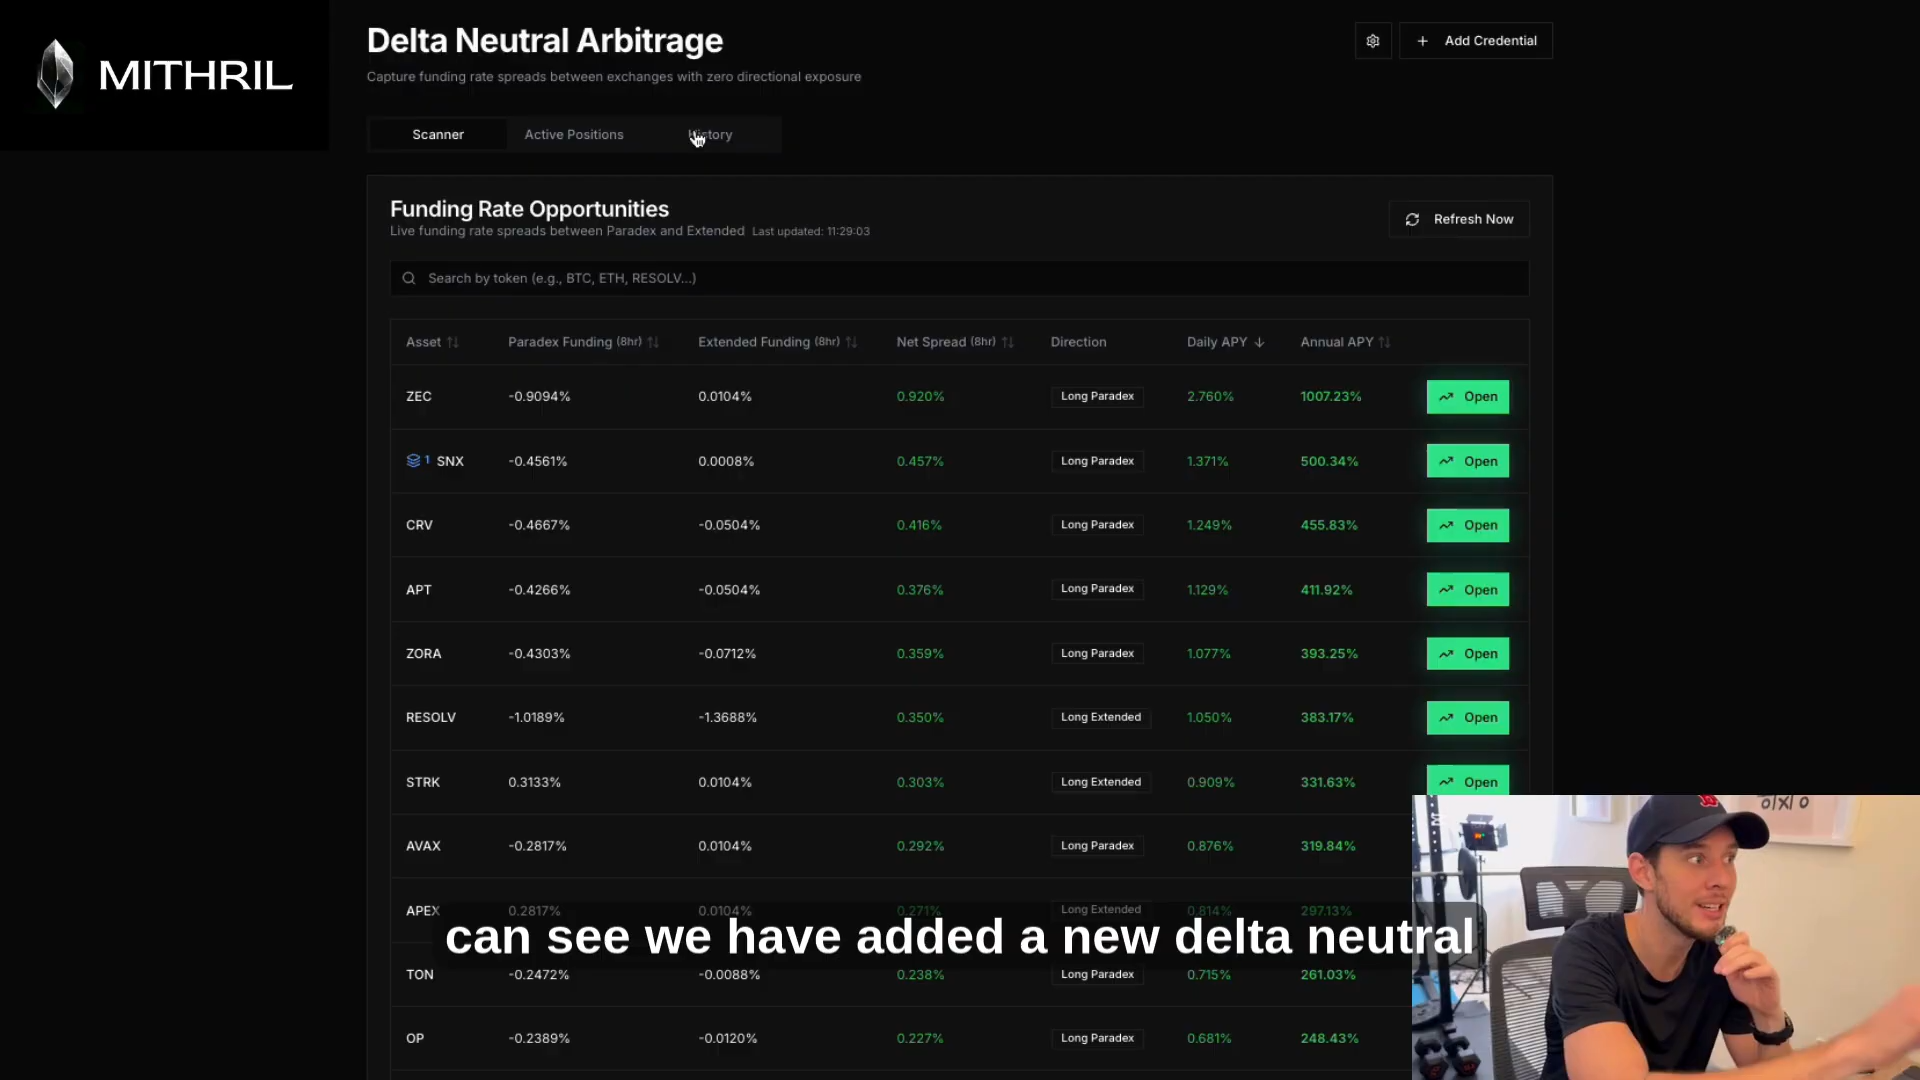 MITHRIL
Delta Neutral Arbitrage
Capture funding rate spreads between exchanges with zero directional exposure
Add Credential
Scanner Active Positions History
Funding Rate Opportunities
Live funding rate spreads between Paradex and Extended Last updated: 11:29:03
Refresh Now
Search by token (e.g., BTC, ETH, RESOLV...)
Asset Paradex Funding (8hr) Extended Funding (8hr) Net Spread (8hr) Direction Daily APY Annual APY
ZEC -0.9094% 0.0104% 0.920% Long Paradex 2.760% 1007.23% Open
1 SNX -0.4561% 0.0008% 0.457% Long Paradex 1.371% 500.34% Open
CRV -0.4667% -0.0504% 0.416% Long Paradex 1.249% 455.83% Open
APT -0.4266% -0.0504% 0.376% Long Paradex 1.129% 411.92% Open
ZORA -0.4303% -0.0712% 0.359% Long Paradex 1.077% 393.25% Open
RESOLV -1.0189% -1.3688% 0.350% Long Extended 1.050% 383.17% Open
STRK 0.3133% 0.0104% 0.303% Long Extended 0.909% 331.63% Open
AVAX -0.2817% 0.0104% 0.292% Long Paradex 0.876% 319.84%
APEX 0.2817% 0.0104% 0.271% Long Extended 0.814% 297.13%
can see we have added a new delta neutral
TON -0.2472% -0.0088% 0.238% Long Paradex 0.715% 261.03%
OP -0.2389% -0.0120% 0.227% Long Paradex 0.681% 248.43%